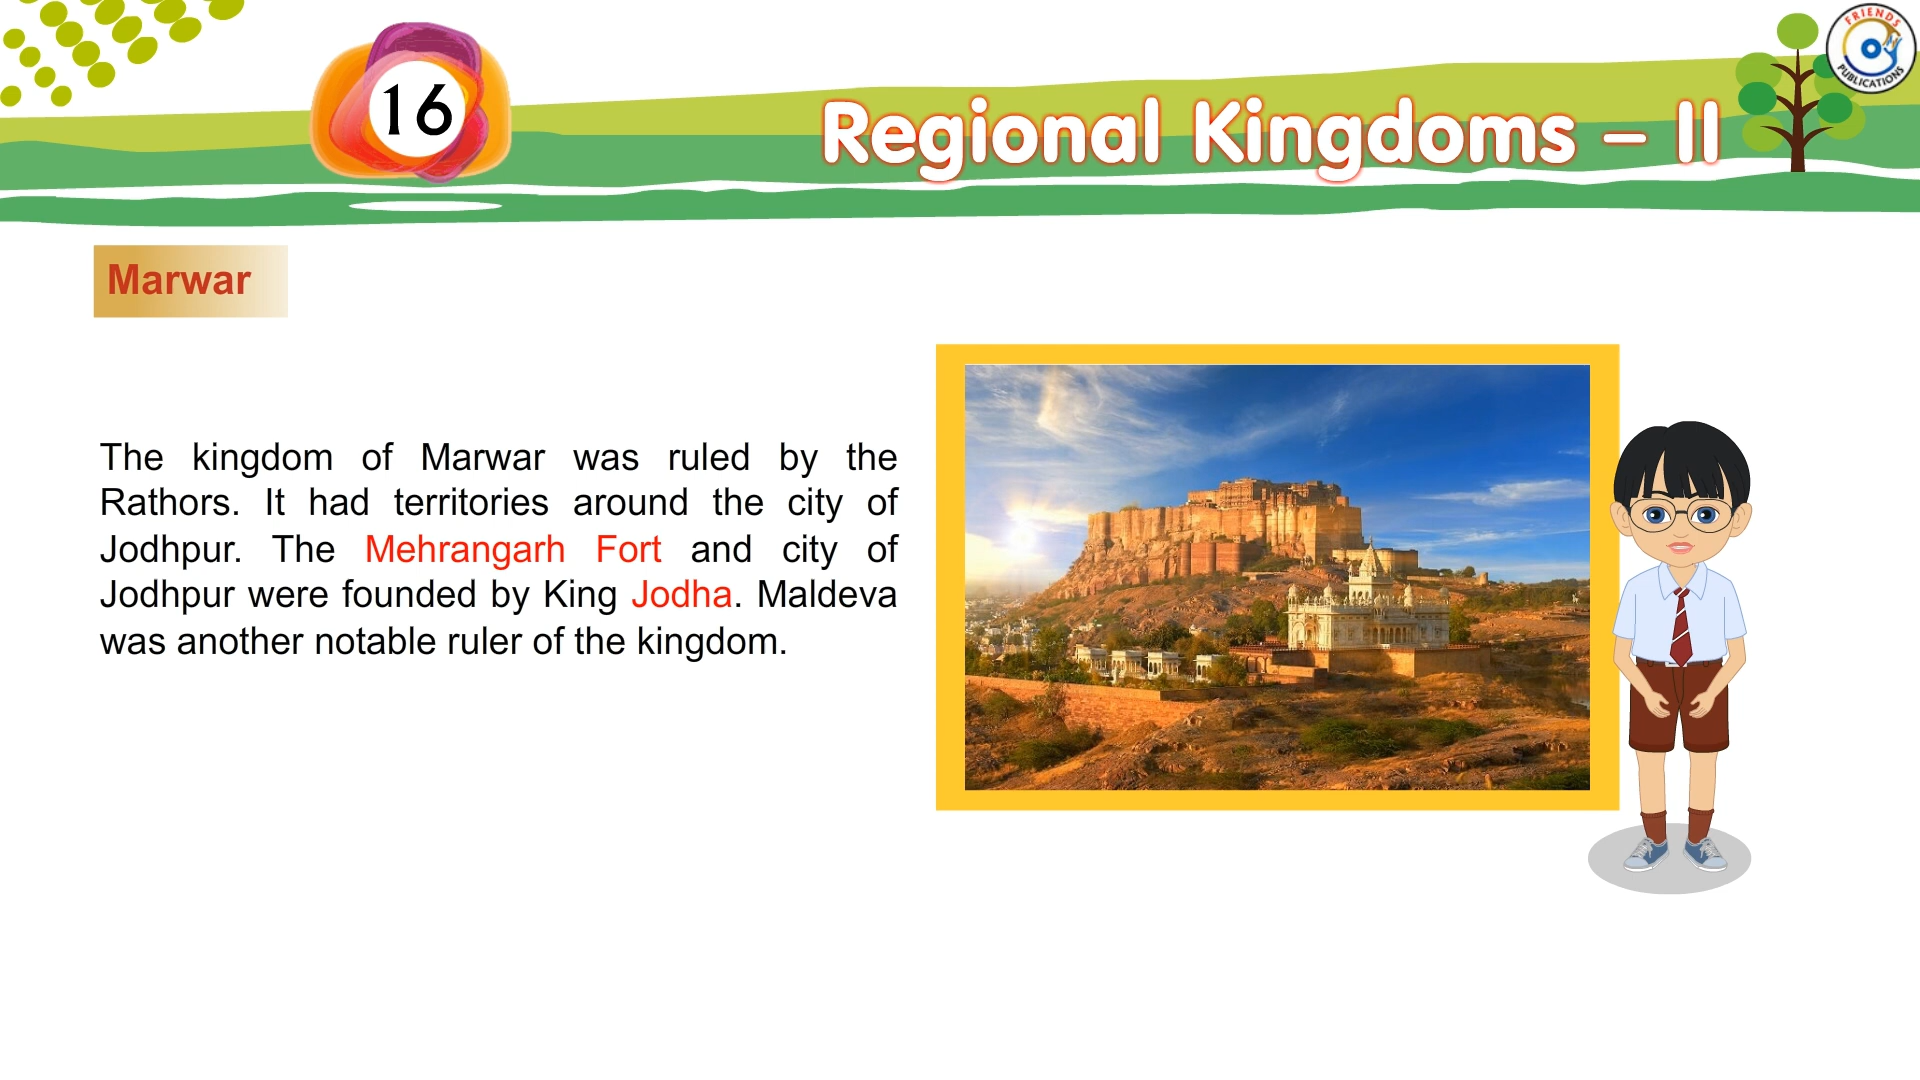 16
Regional Kingdoms – II
FRIENDS
PUBLICATIONS
Marwar
The kingdom of Marwar was ruled by the
Rathors. It had territories around the city of
Jodhpur. The Mehrangarh Fort and city of
Jodhpur were founded by King Jodha. Maldeva
was another notable ruler of the kingdom.